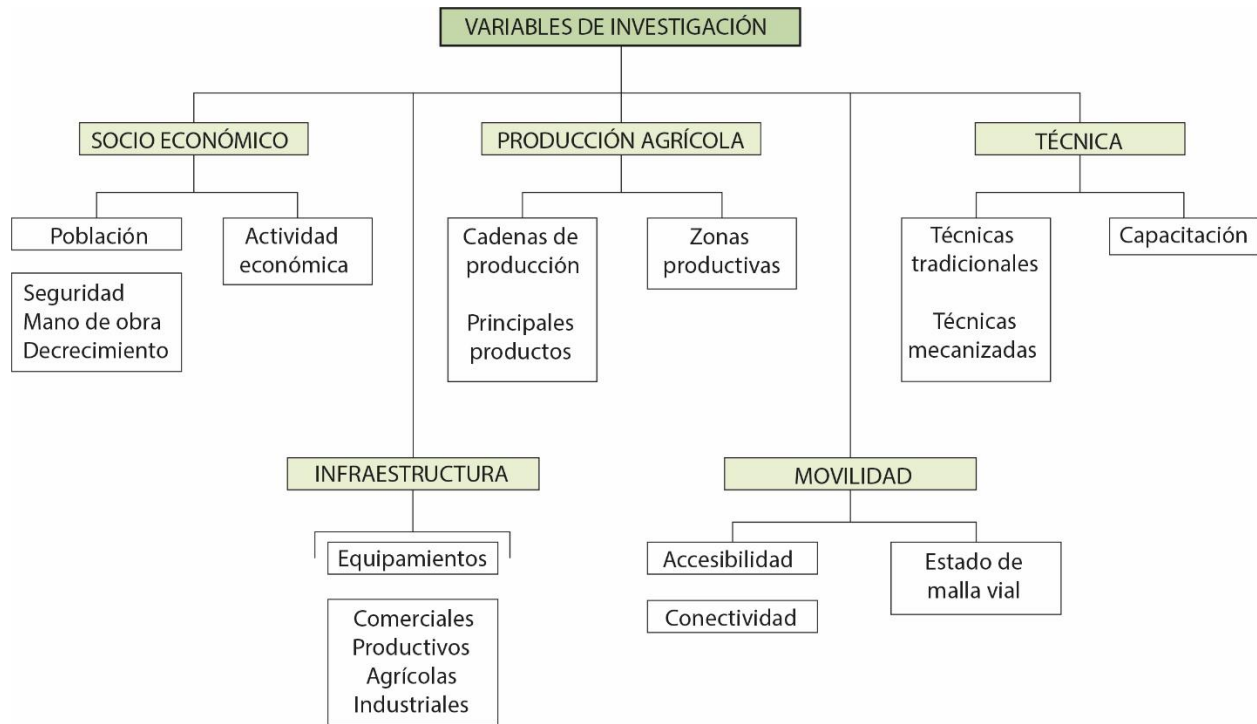 VARIABLES DE INVESTIGACIÓN
SOCIO ECONÓMICO
PRODUCCIÓN AGRÍCOLA
TÉCNICA
Población
Actividad
económica
Seguridad
Mano de obra
Decrecimiento
Cadenas de
producción
Principales
productos
Zonas
productivas
Técnicas
tradicionales
Técnicas
mecanizadas
Capacitación
INFRAESTRUCTURA
MOVILIDAD
Equipamientos
Comerciales
Productivos
Agrícolas
Industriales
Accesibilidad
Conectividad
Estado de
malla vial